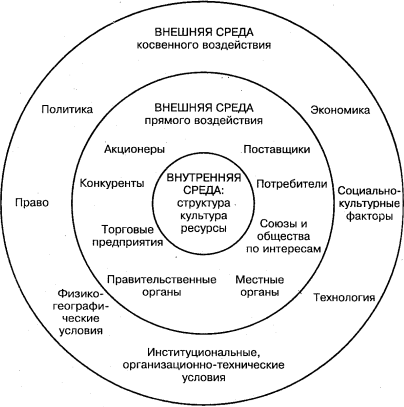 ВНЕШНЯЯ СРЕДА
косвенного воздействия
Политика
Экономика
Право
Социально-
культурные
факторы
Физико-
географи-
ческие
условия
Технология
Институциональные,
организационно-технические
условия
ВНЕШНЯЯ СРЕДА
прямого воздействия
Акционеры
Поставщики
Конкуренты
Потребители
Торговые
предприятия
Союзы и
общества
по интересам
Правительственные
органы
Местные
органы
ВНУТРЕННЯЯ
СРЕДА:
структура
культура
ресурсы